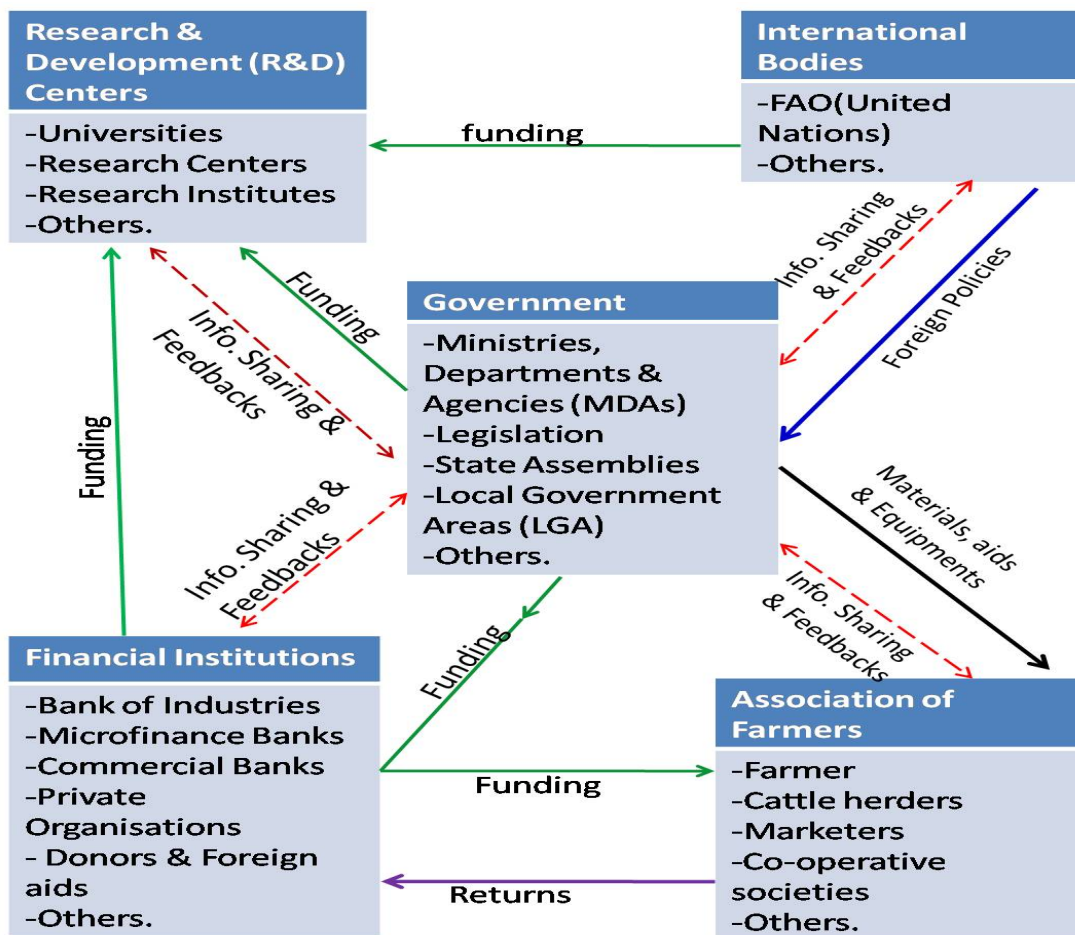 Research &
Development (R&D)
Centers
-Universities
-Research Centers
-Research Institutes
-Others.
International
Bodies
-FAO(United
Nations)
-Others.
funding
Info. Sharing
& Feedbacks
Foreign Policies
Funding
Info. Sharing &
Feedbacks
Funding
Government
-Ministries,
Departments &
Agencies (MDAs)
-Legislation
-State Assemblies
-Local Government
Areas (LGA)
-Others.
Info. Sharing &
Feedbacks
Materials, aids
& Equipments
Info. Sharing
& Feedbacks
Funding
Financial Institutions
-Bank of Industries
-Microfinance Banks
-Commercial Banks
-Private
Organisations
- Donors & Foreign
aids
-Others.
Funding
Returns
Association of
Farmers
-Farmer
-Cattle herders
-Marketers
-Co-operative
societies
-Others.